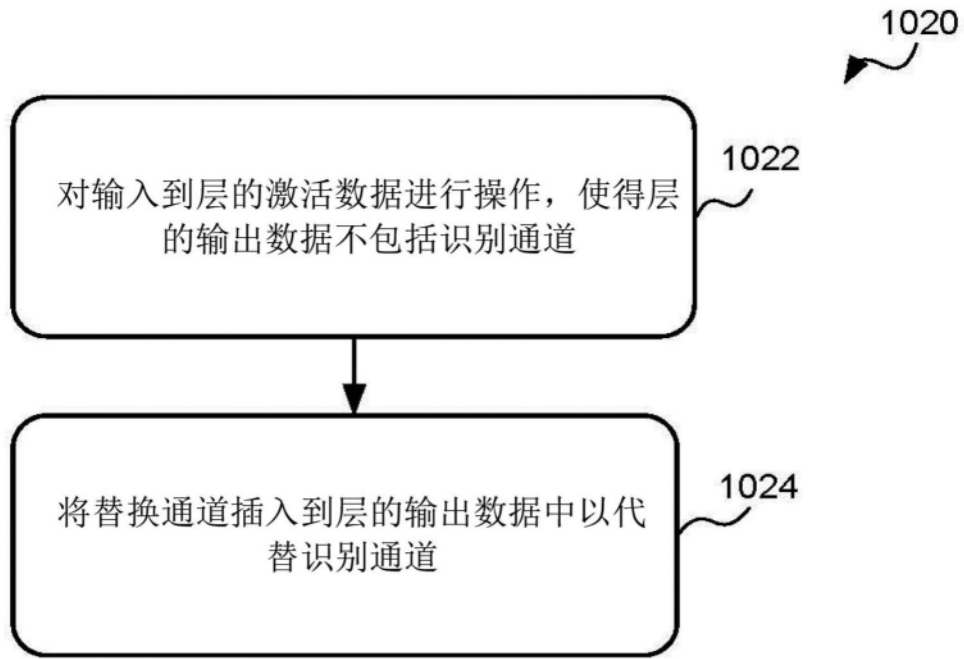 1020
1022
对输入到层的激活数据进行操作，使得层
的输出数据不包括识别通道
1024
将替换通道插入到层的输出数据中以代
替识别通道